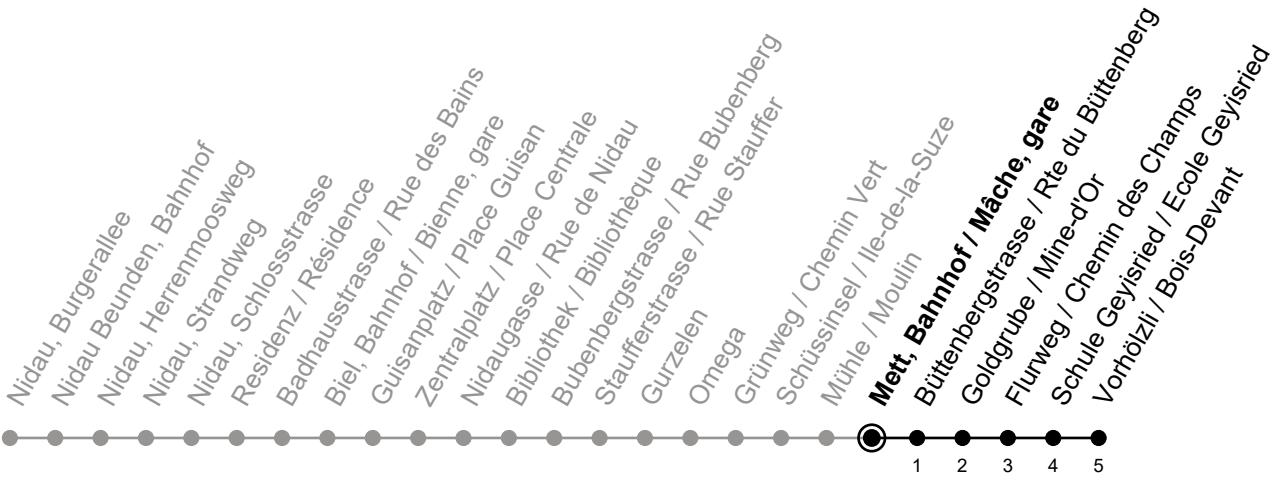 Nidau, Burgerallee
Nidau Beunden, Bahnhof
Nidau, Herrenmoosweg
Nidau, Strandweg
Nidau, Schlossstrasse
Residenz / Résidence
Badhausstrasse / Rue des Bains
Biel, Bahnhof / Bienne, gare
Guisanplatz / Place Guisan
Zentralplatz / Place Centrale
Nidaugasse / Rue de Nidau
Bibliothek / Bibliothèque
Bubenbergstrasse / Rue Bubenberg
Staufferstrasse / Rue Stauffer
Gurzelen
Omega
Grünweg / Chemin Vert
Schüssinsel / Ile-de-la-Suze
Mühle / Moulin
Mett, Bahnhof / Mâche, gare
Büttenbergstrasse / Rte du Büttenberg
Goldgrube / Mine-d'Or
Flurweg / Chemin des Champs
Schule Geyisried / Ecole Geyisried
Vorhölzli / Bois-Devant
1 2 3 4 5